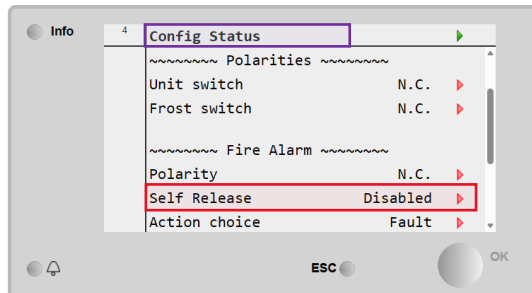 Info
4
Config Status
~~~~~~~~ Polarities ~~~~~~~~
Unit switch N.C.
Frost switch N.C.
~~~~~~~~ Fire Alarm ~~~~~~~~
Polarity N.C.
Self Release Disabled
Action choice Fault
ESC
OK